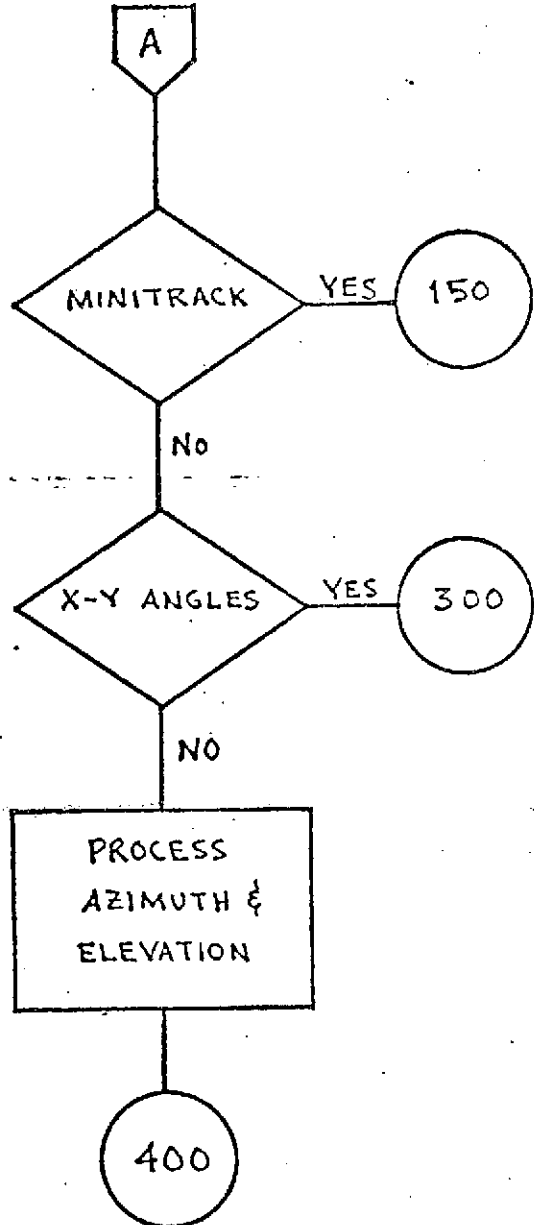 A
MINITRACK
YES
150
No
X-Y ANGLES
YES
300
NO
PROCESS
AZIMUTH &
ELEVATION
400